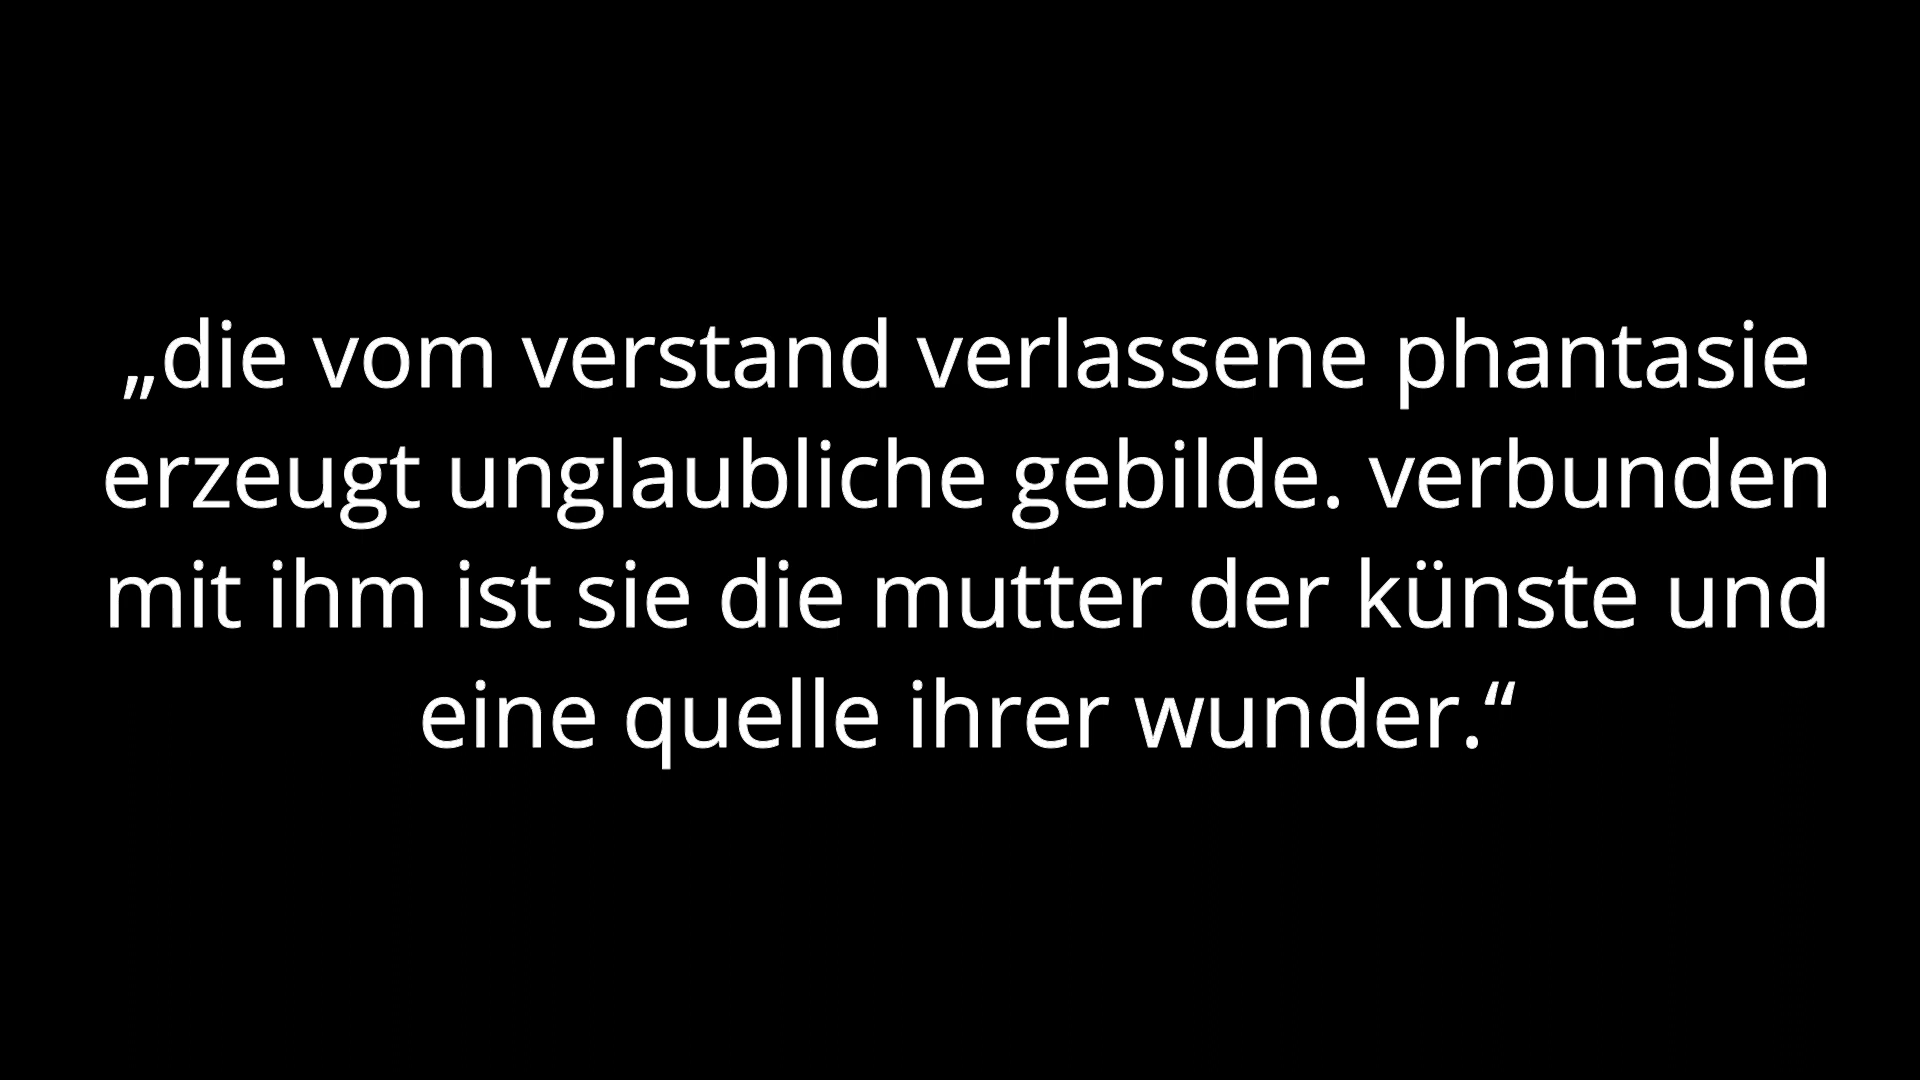 „die vom verstand verlassene phantasie
erzeugt unglaubliche gebilde. verbunden
mit ihm ist sie die mutter der künste und
eine quelle ihrer wunder.“